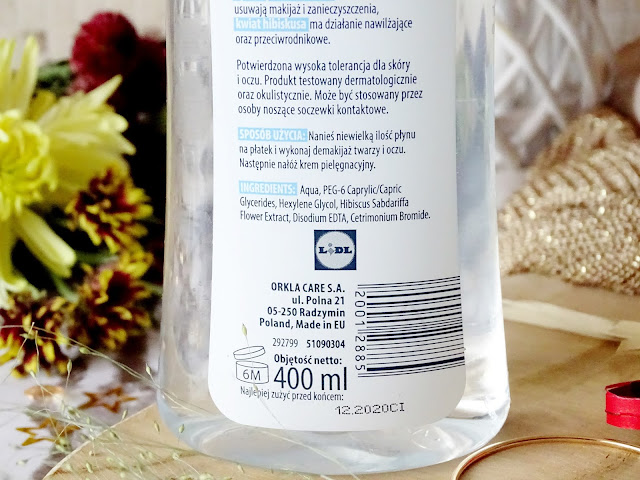 usuwają makijaż i zanieczyszczenia,
kwiat hibiskusa ma działanie nawilżające
oraz przeciwrodnikowe.
Potwierdzona wysoka tolerancja dla skóry
i oczu. Produkt testowany dermatologicznie
oraz okulistycznie. Może być stosowany przez
osoby noszące soczewki kontaktowe.
SPOSÓB UŻYCIA: Nanieś niewielką ilość płynu
na płatek i wykonaj demakijaż twarzy i oczu.
Następnie nałóż krem pielęgnacyjny.
INGREDIENTS: Aqua, PEG-6 Caprylic/Capric
Glycerides, Hexylene Glycol, Hibiscus Sabdariffa
Flower Extract, Disodium EDTA, Cetrimonium Bromide.
LIDL
ORKLA CARE S.A.
ul. Polna 21
05-250 Radzymin
Poland, Made in EU
292799 51090304
20012885
6M
Objętość netto:
400 ml
Najlepiej zużyć przed końcem:
12.2020CI